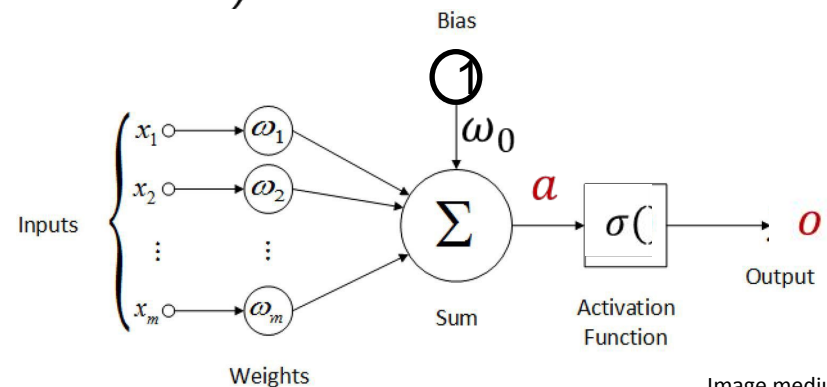 Bias
1
ω₀
Inputs
x₁
ω₁
x₂
ω₂
⋮
⋮
xₘ
ωₘ
Weights
Σ
Sum
a
σ(
Activation
Function
o
Output